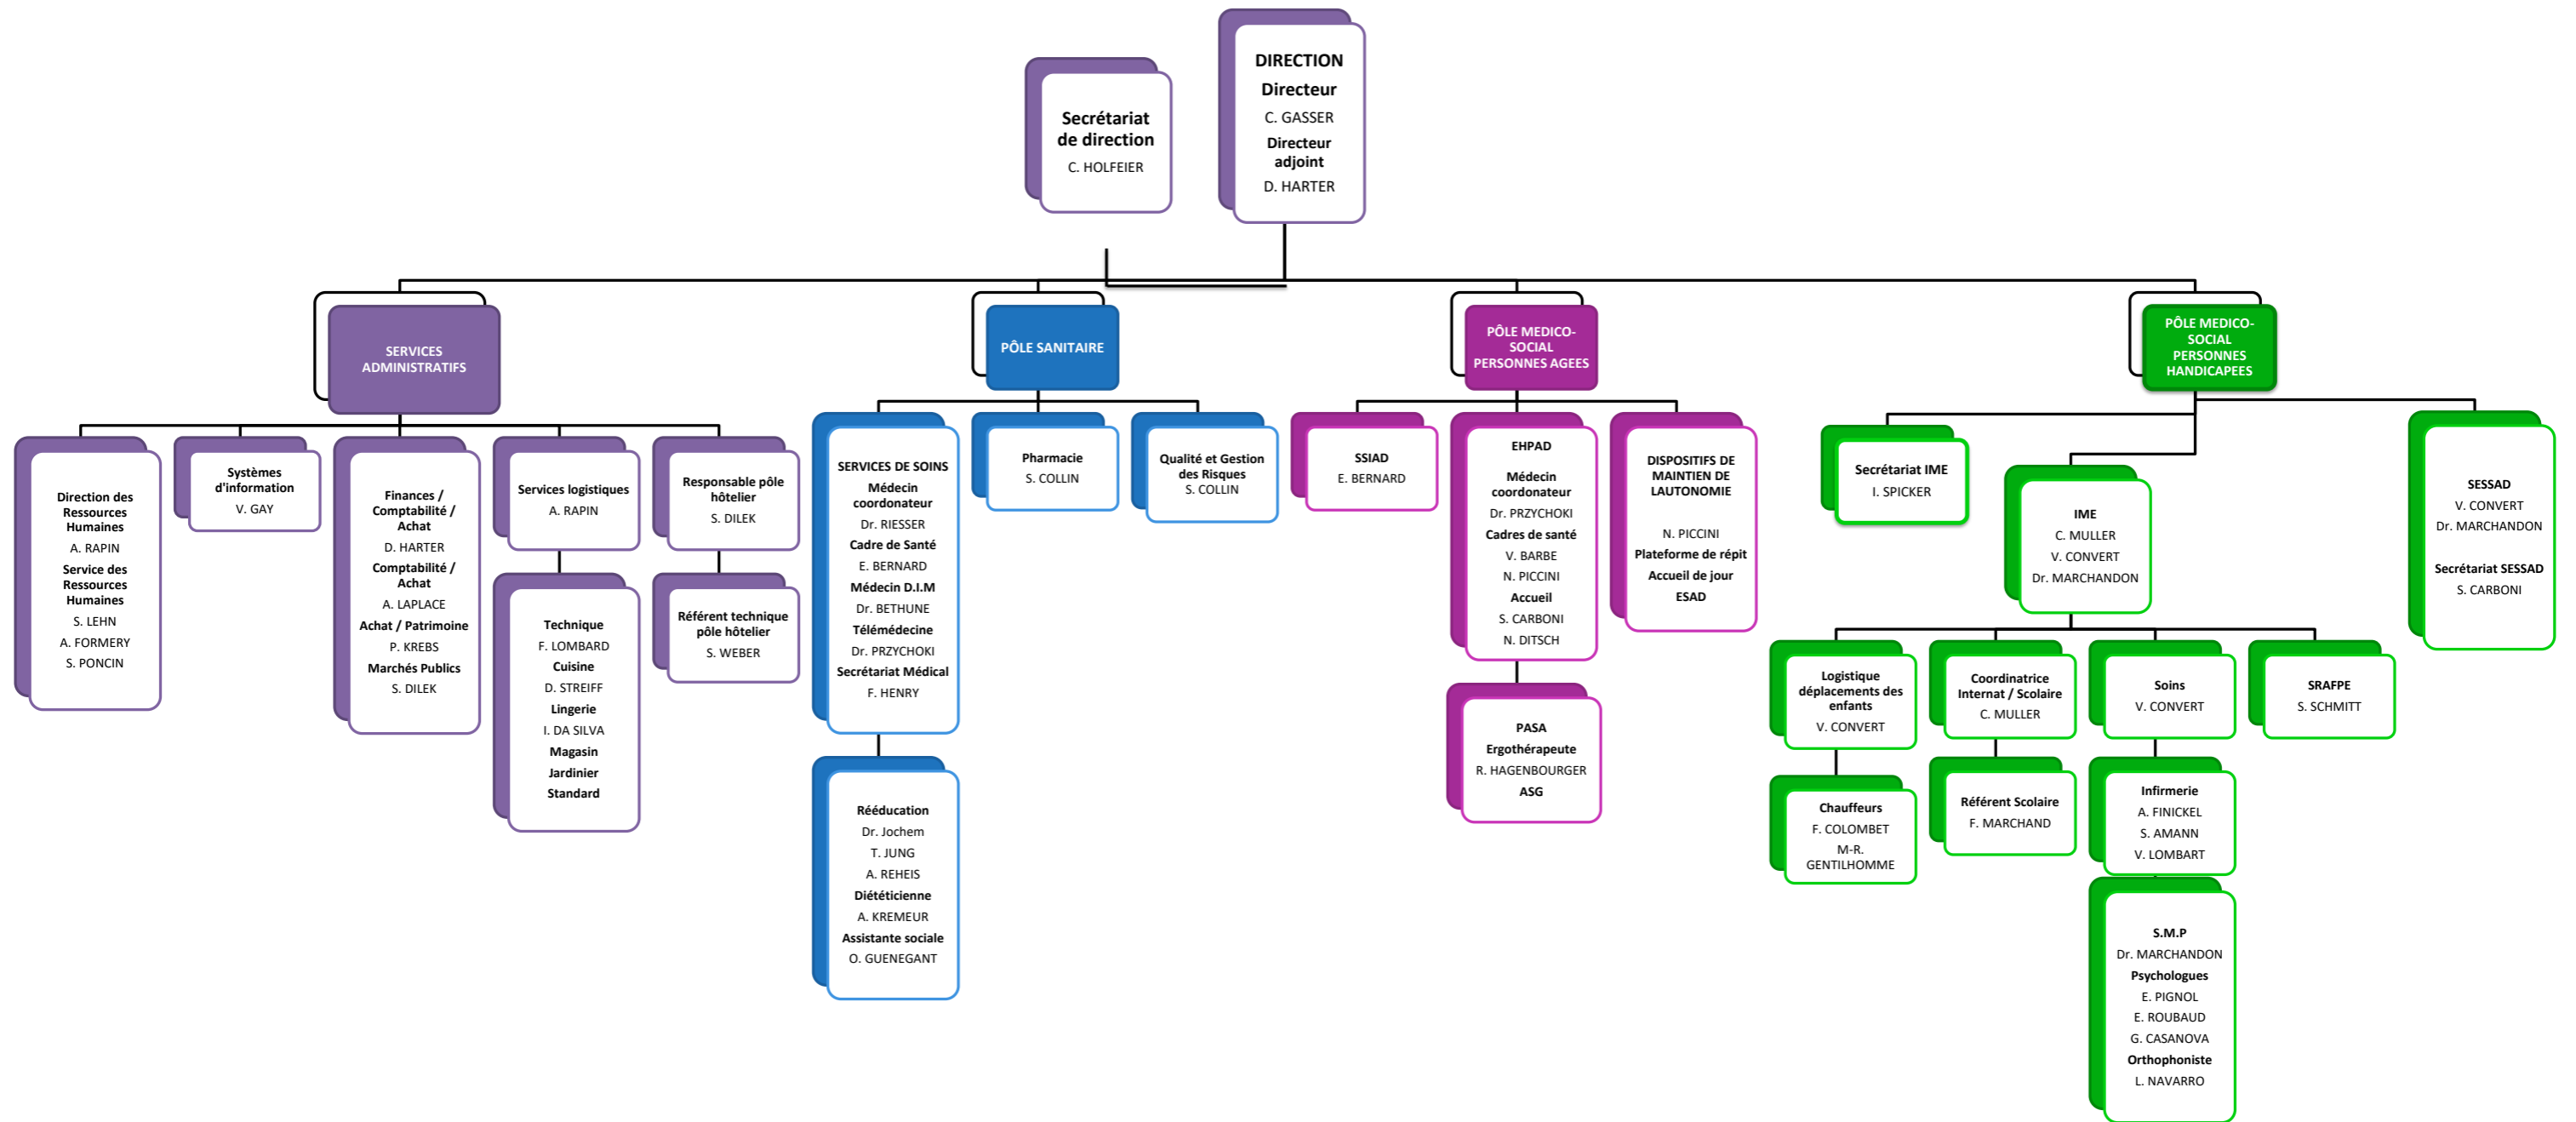 DIRECTION
Directeur
C. GASSER
Directeur
adjoint
D. HARTER
Secrétariat
de direction
C. HOLFEIER
SERVICES
ADMINISTRATIFS
PÔLE SANITAIRE
PÔLE MEDICO-
SOCIAL
PERSONNES AGEES
PÔLE MEDICO-
SOCIAL
PERSONNES
HANDICAPEES
Direction des
Ressources
Humaines
A. RAPIN
Service des
Ressources
Humaines
S. LEHN
A. FORMERY
S. PONCIN
Systèmes
d'information
V. GAY
Finances /
Comptabilité /
Achat
D. HARTER
Comptabilité /
Achat
A. LAPLACE
Achat / Patrimoine
P. KREBS
Marchés Publics
S. DILEK
Services logistiques
A. RAPIN
Technique
F. LOMBARD
Cuisine
D. STREIFF
Lingerie
I. DA SILVA
Magasin
Jardinier
Standard
Responsable pôle
hôtelier
S. DILEK
Référent technique
pôle hôtelier
S. WEBER
SERVICES DE SOINS
Médecin
coordonateur
Dr. RIESSER
Cadre de Santé
E. BERNARD
Médecin D.I.M
Dr. BETHUNE
Télémédecine
Dr. PRZYCHOKI
Secrétariat Médical
F. HENRY
Rééducation
Dr. Jochem
T. JUNG
A. REHEIS
Diététicienne
A. KREMEUR
Assistante sociale
O. GUENEGANT
Pharmacie
S. COLLIN
Qualité et Gestion
des Risques
S. COLLIN
SSIAD
E. BERNARD
EHPAD
Médecin
coordonateur
Dr. PRZYCHOKI
Cadres de santé
V. BARBE
N. PICCINI
Accueil
S. CARBONI
N. DITSCH
PASA
Ergothérapeute
R. HAGENBOURGER
ASG
DISPOSITIFS DE
MAINTIEN DE
LAUTONOMIE
N. PICCINI
Plateforme de répit
Accueil de jour
ESAD
Secrétariat IME
I. SPICKER
IME
C. MULLER
V. CONVERT
Dr. MARCHANDON
SESSAD
V. CONVERT
Dr. MARCHANDON
Secrétariat SESSAD
S. CARBONI
Logistique
déplacements des
enfants
V. CONVERT
Chauffeurs
F. COLOMBET
M-R.
GENTILHOMME
Coordinatrice
Internat / Scolaire
C. MULLER
Référent Scolaire
F. MARCHAND
Soins
V. CONVERT
Infirmerie
A. FINICKEL
S. AMANN
V. LOMBART
S.M.P
Dr. MARCHANDON
Psychologues
E. PIGNOL
E. ROUBAUD
G. CASANOVA
Orthophoniste
L. NAVARRO
SRAFPE
S. SCHMITT